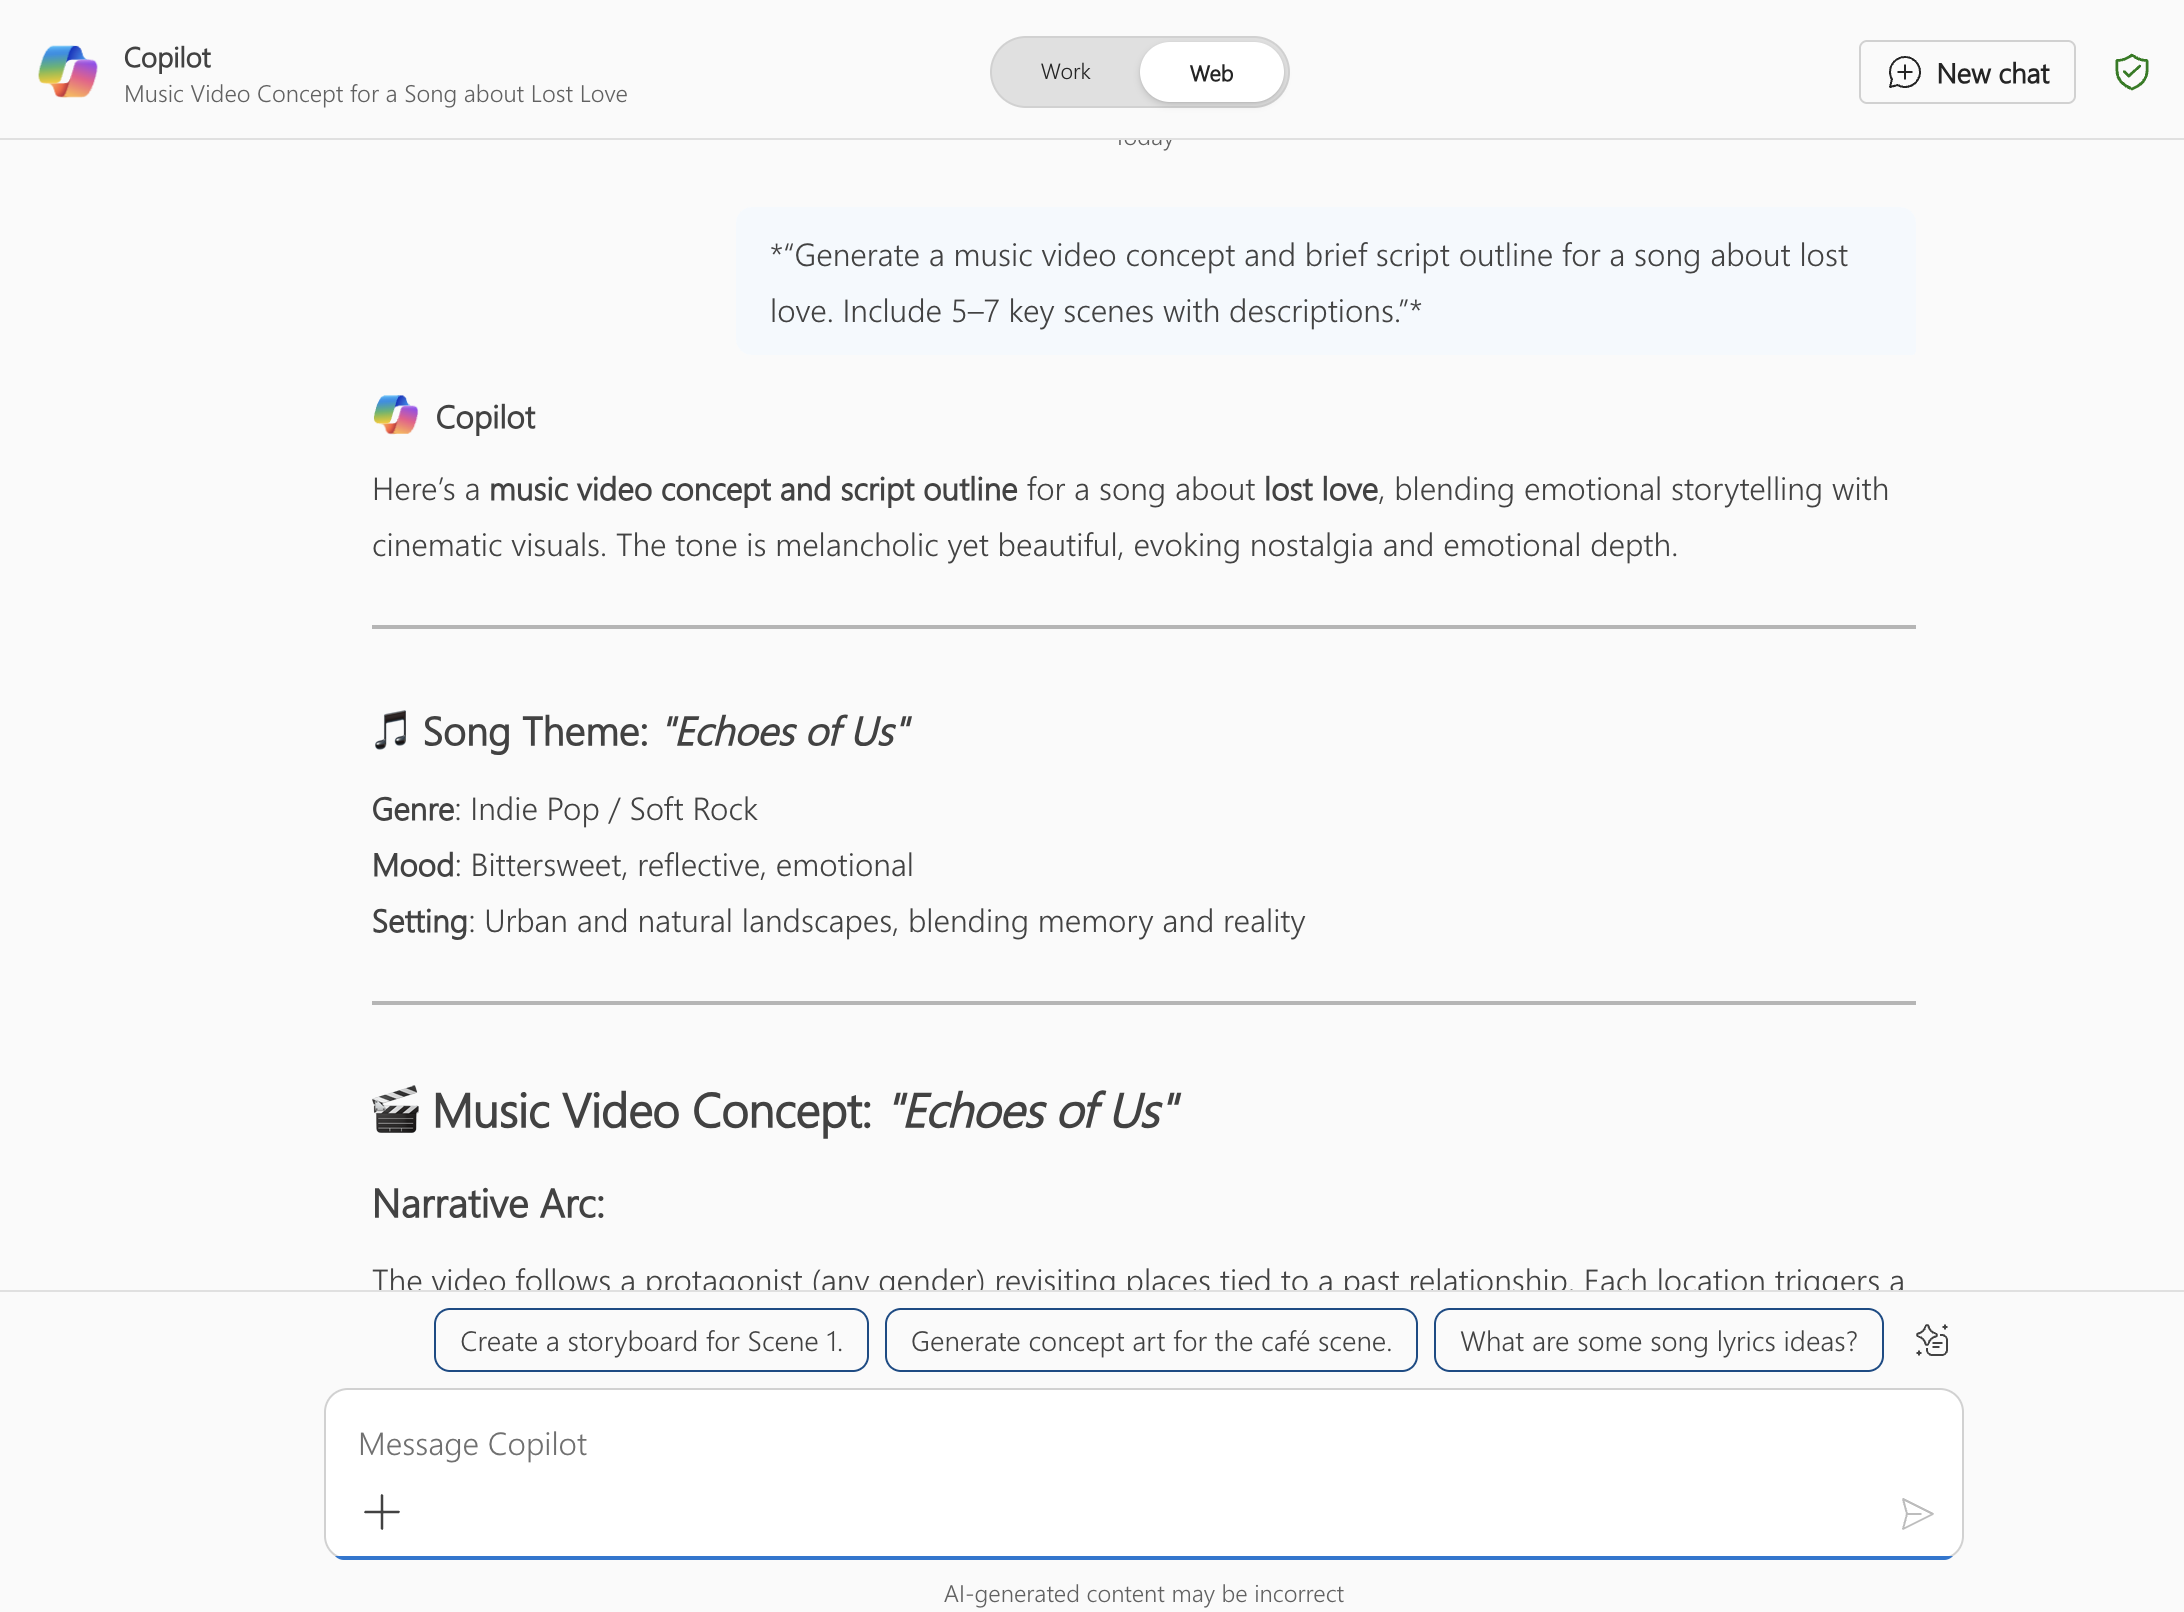 Copilot
Music Video Concept for a Song about Lost Love
Work
Web
New chat
Today
*“Generate a music video concept and brief script outline for a song about lost
love. Include 5–7 key scenes with descriptions.”*
Copilot
Here’s a music video concept and script outline for a song about lost love, blending emotional storytelling with
cinematic visuals. The tone is melancholic yet beautiful, evoking nostalgia and emotional depth.
🎵 Song Theme: "Echoes of Us"
Genre: Indie Pop / Soft Rock
Mood: Bittersweet, reflective, emotional
Setting: Urban and natural landscapes, blending memory and reality
🎬 Music Video Concept: "Echoes of Us"
Narrative Arc:
The video follows a protagonist (any gender) revisiting places tied to a past relationship. Each location triggers a
Create a storyboard for Scene 1.
Generate concept art for the café scene.
What are some song lyrics ideas?
Message Copilot
AI-generated content may be incorrect